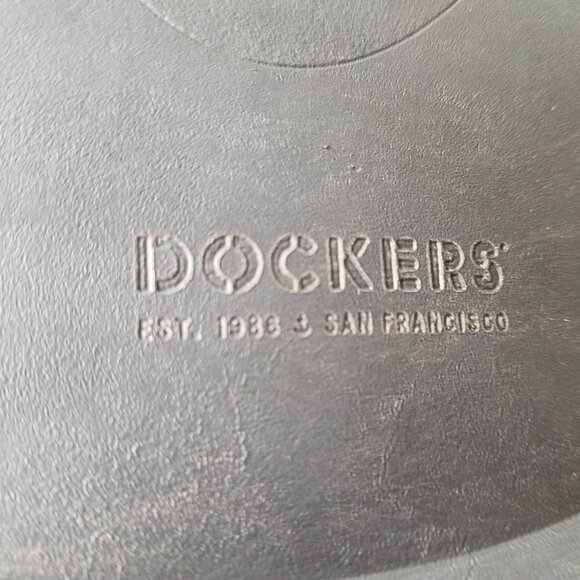 DOCKERS®
EST. 1986 ⚓ SAN FRANCISCO